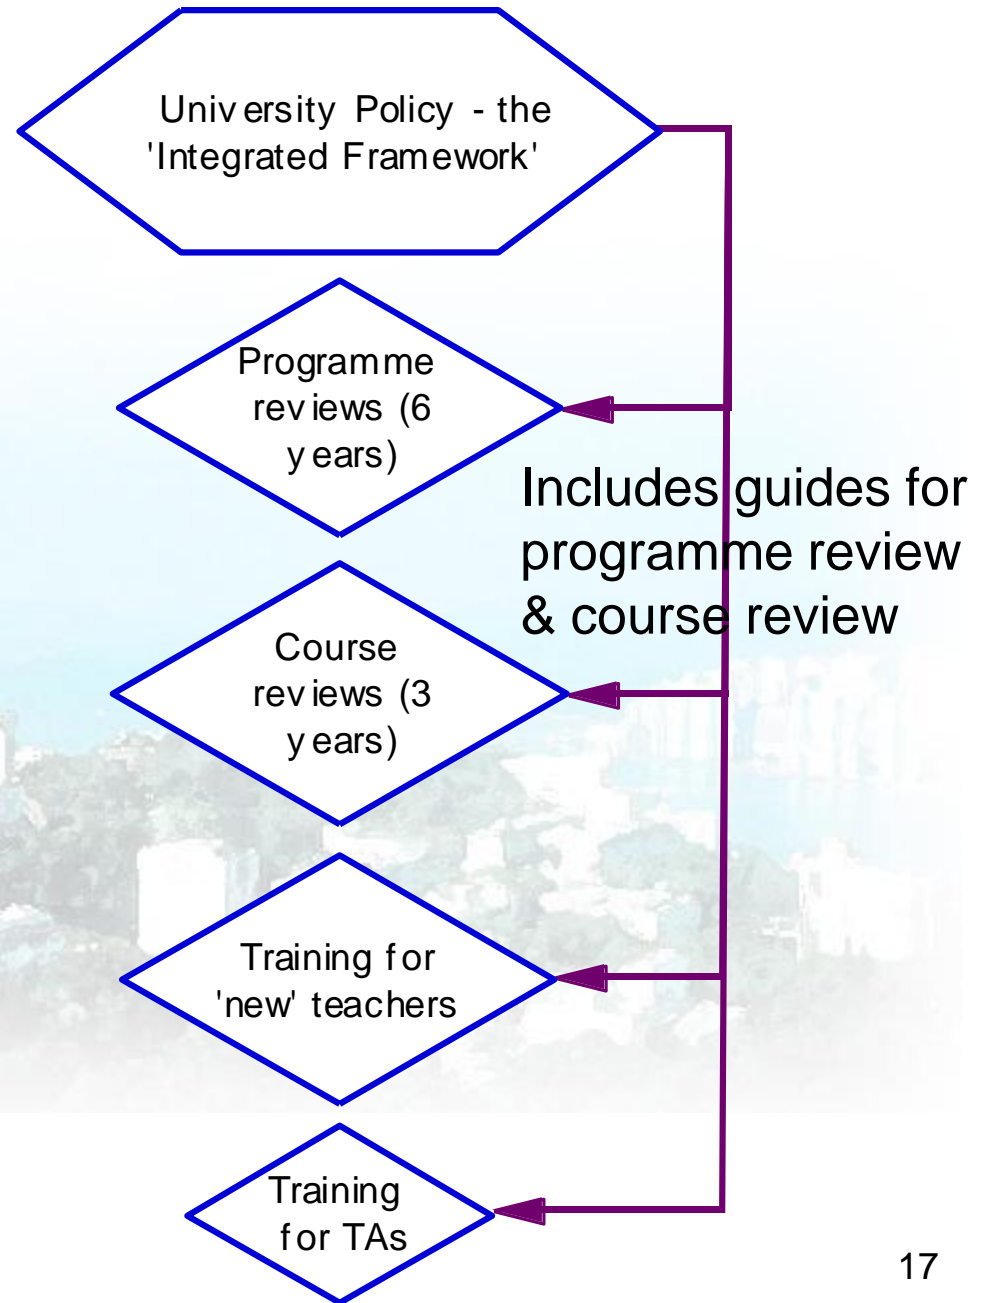 University Policy - the
'Integrated Framework'
Programme
reviews (6
years)
Includes guides for
programme review
& course review
Course
reviews (3
years)
Training for
'new' teachers
Training
for TAs
17